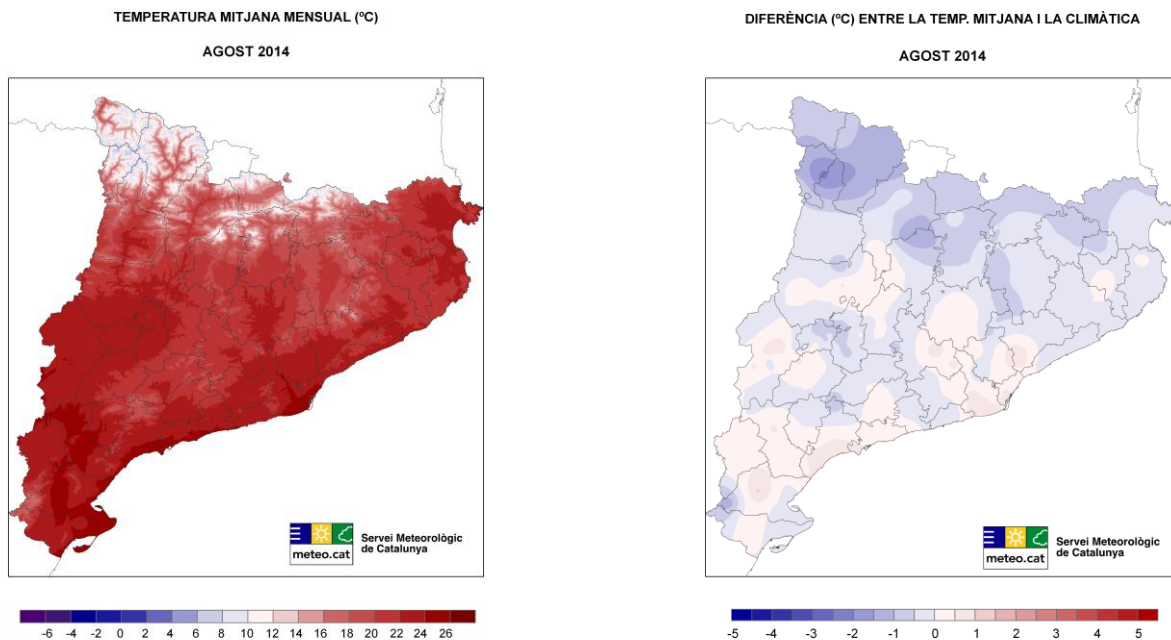 TEMPERATURA MITJANA MENSUAL (ºC)
AGOST 2014
meteo.cat
Servei Meteorològic
de Catalunya
-6 -4 -2 0 2 4 6 8 10 12 14 16 18 20 22 24 26
DIFERÈNCIA (ºC) ENTRE LA TEMP. MITJANA I LA CLIMÀTICA
AGOST 2014
meteo.cat
Servei Meteorològic
de Catalunya
-5 -4 -3 -2 -1 0 1 2 3 4 5